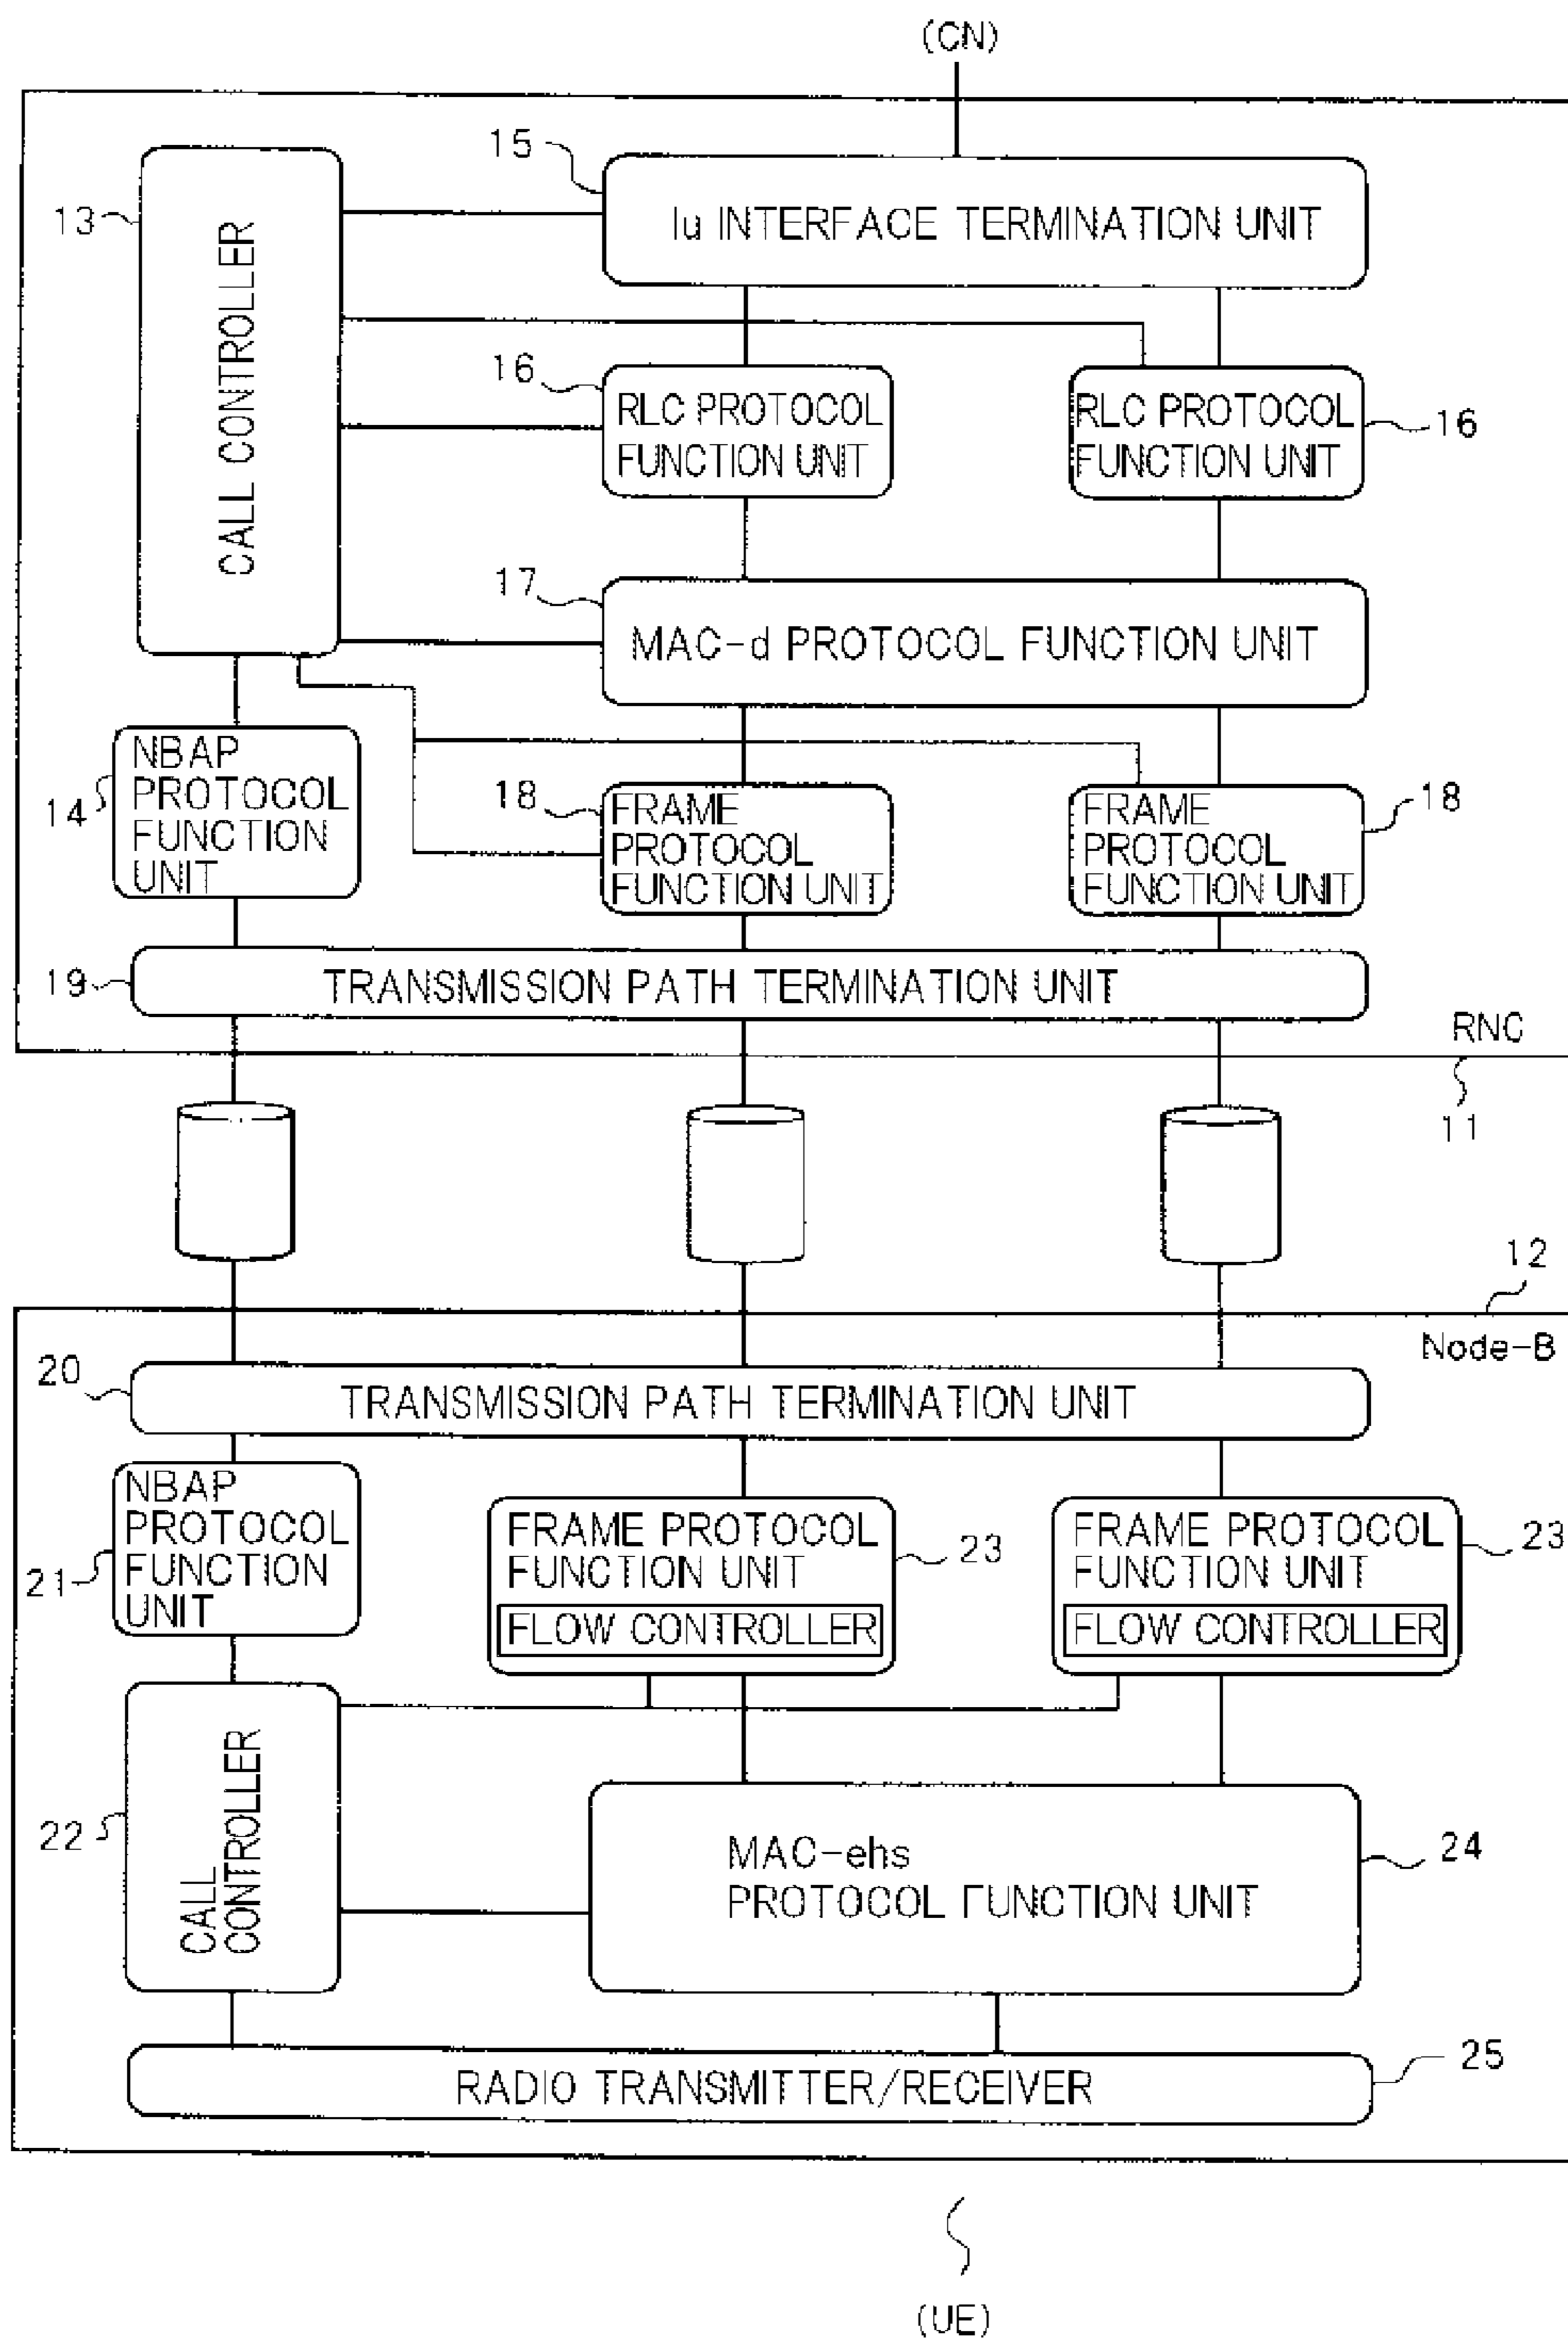 (CN)
15
Iu INTERFACE TERMINATION UNIT
13
CALL CONTROLLER
16
RLC PROTOCOL
FUNCTION UNIT
RLC PROTOCOL
FUNCTION UNIT
16
17
MAC-d PROTOCOL FUNCTION UNIT
14
NBAP
PROTOCOL
FUNCTION
UNIT
18
FRAME
PROTOCOL
FUNCTION UNIT
FRAME
PROTOCOL
FUNCTION UNIT
18
19
TRANSMISSION PATH TERMINATION UNIT
RNC
11
12
Node-B
20
TRANSMISSION PATH TERMINATION UNIT
21
NBAP
PROTOCOL
FUNCTION
UNIT
FRAME PROTOCOL
FUNCTION UNIT
FLOW CONTROLLER
23
FRAME PROTOCOL
FUNCTION UNIT
FLOW CONTROLLER
23
22
CALL
CONTROLLER
MAC-ehs
PROTOCOL FUNCTION UNIT
24
RADIO TRANSMITTER/RECEIVER
25
(UE)